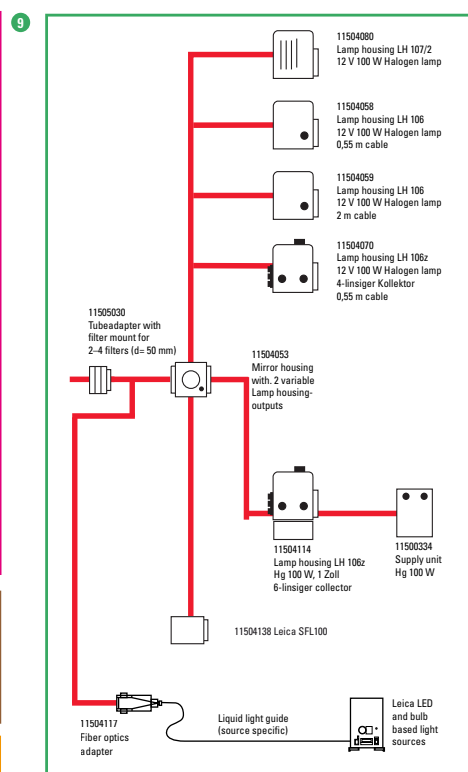 9
11504080
Lamp housing LH 107/2
12 V 100 W Halogen lamp
11504058
Lamp housing LH 106
12 V 100 W Halogen lamp
0,55 m cable
11504059
Lamp housing LH 106
12 V 100 W Halogen lamp
2 m cable
11504070
Lamp housing LH 106z
12 V 100 W Halogen lamp
4-linsiger Kollektor
0,55 m cable
11505030
Tubeadapter with
filter mount for
2–4 filters (d= 50 mm)
11504053
Mirror housing
with. 2 variable
Lamp housing-
outputs
11504114
Lamp housing LH 106z
Hg 100 W, 1 Zoll
6-linsiger collector
11500334
Supply unit
Hg 100 W
11504138 Leica SFL100
11504117
Fiber optics
adapter
Liquid light guide
(source specific)
Leica LED
and bulb
based light
sources